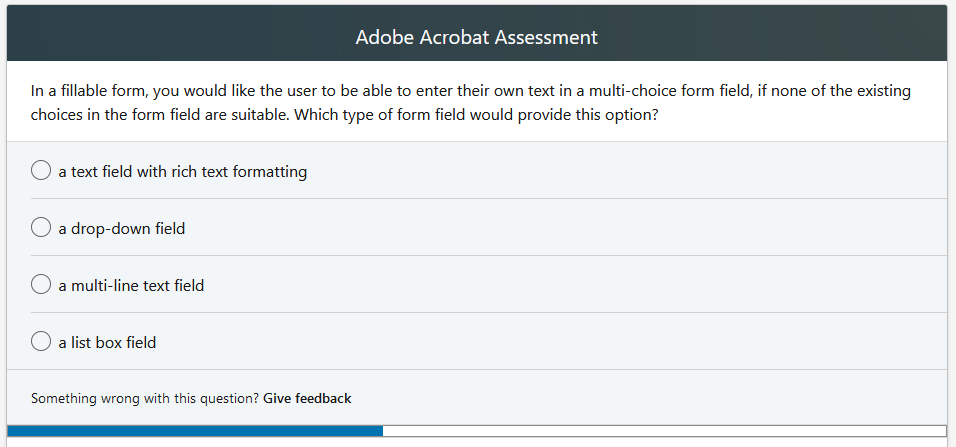 Adobe Acrobat Assessment
In a fillable form, you would like the user to be able to enter their own text in a multi-choice form field, if none of the existing
choices in the form field are suitable. Which type of form field would provide this option?
a text field with rich text formatting
a drop-down field
a multi-line text field
a list box field
Something wrong with this question? Give feedback